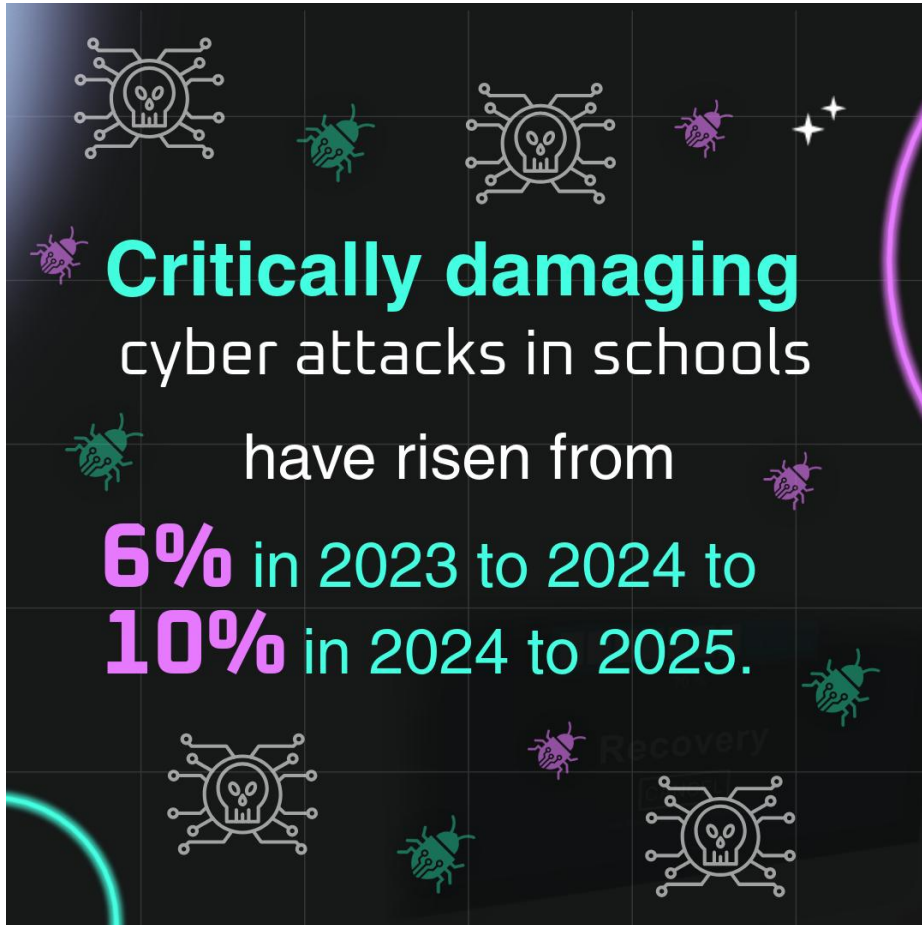 Critically damaging
cyber attacks in schools
have risen from
6% in 2023 to 2024 to
10% in 2024 to 2025.
Recovery